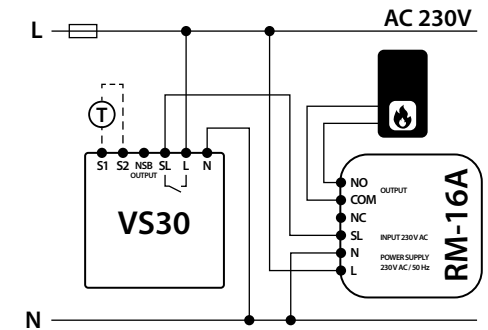 L AC 230V
T
S1 S2 NSB OUTPUT SL L N
VS30
NO OUTPUT
COM
NC
SL INPUT 230V AC
N POWER SUPPLY
L 230V AC / 50 Hz
RM-16A
N